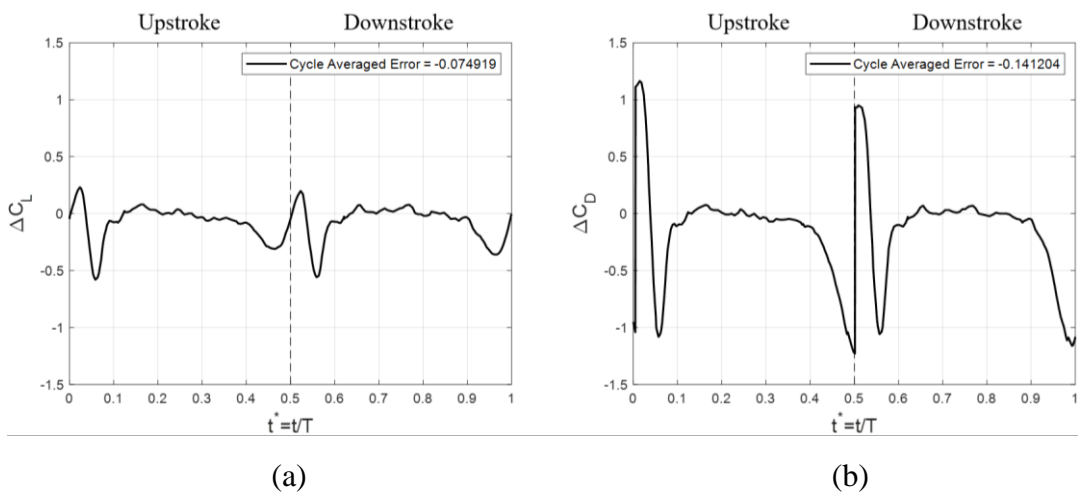 Upstroke Downstroke
Cycle Averaged Error = -0.074919
1.5
1
0.5
0
-0.5
-1
-1.5
ΔC_L
0 0.1 0.2 0.3 0.4 0.5 0.6 0.7 0.8 0.9 1
t*=t/T
(a)
Upstroke Downstroke
Cycle Averaged Error = -0.141204
1.5
1
0.5
0
-0.5
-1
-1.5
ΔC_D
0 0.1 0.2 0.3 0.4 0.5 0.6 0.7 0.8 0.9 1
t*=t/T
(b)